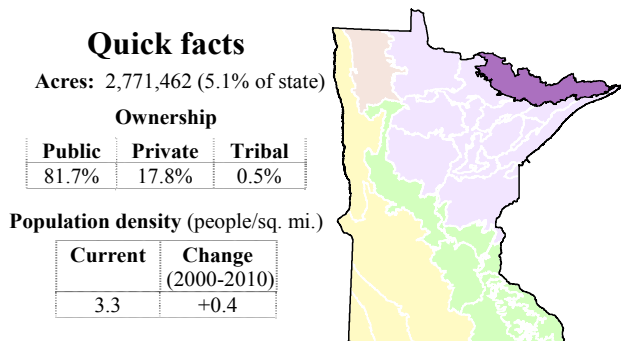 Quick facts
Acres: 2,771,462 (5.1% of state)
Ownership
Public Private Tribal
81.7% 17.8% 0.5%
Population density (people/sq. mi.)
Current Change
(2000-2010)
3.3 +0.4